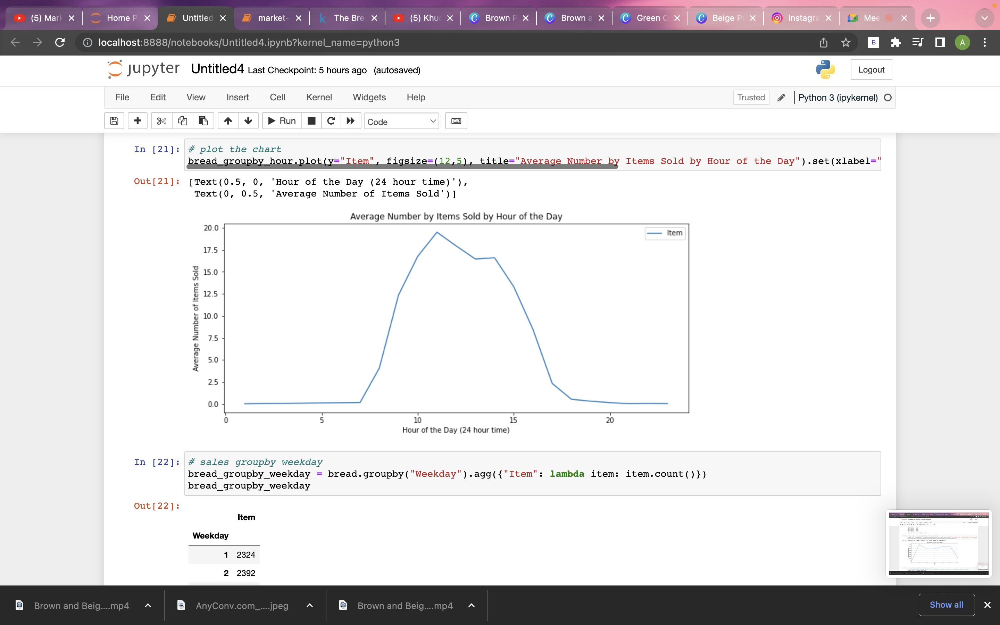 (5) Mark
Home P
Untitled
market-
The Bre
(5) Khu
Brown P
Brown a
Green C
Beige P
Instagra
Mee
localhost:8888/notebooks/Untitled4.ipynb?kernel_name=python3
B
A
jupyter Untitled4 Last Checkpoint: 5 hours ago (autosaved)
Logout
File Edit View Insert Cell Kernel Widgets Help
Trusted
Python 3 (ipykernel)
Run
Code
In [21]: # plot the chart
bread_groupby_hour.plot(y="Item", figsize=(12,5), title="Average Number by Items Sold by Hour of the Day").set(xlabel="
Out[21]: [Text(0.5, 0, 'Hour of the Day (24 hour time)'),
Text(0, 0.5, 'Average Number of Items Sold')]
Average Number by Items Sold by Hour of the Day
Item
Average Number of Items Sold
20.0
17.5
15.0
12.5
10.0
7.5
5.0
2.5
0.0
0 5 10 15 20
Hour of the Day (24 hour time)
In [22]: # sales groupby weekday
bread_groupby_weekday = bread.groupby("Weekday").agg({"Item": lambda item: item.count()})
bread_groupby_weekday
Out[22]:
Item
Weekday
1 2324
2 2392
Brown and Beig....mp4
AnyConv.com_....jpeg
Brown and Beig....mp4
Show all